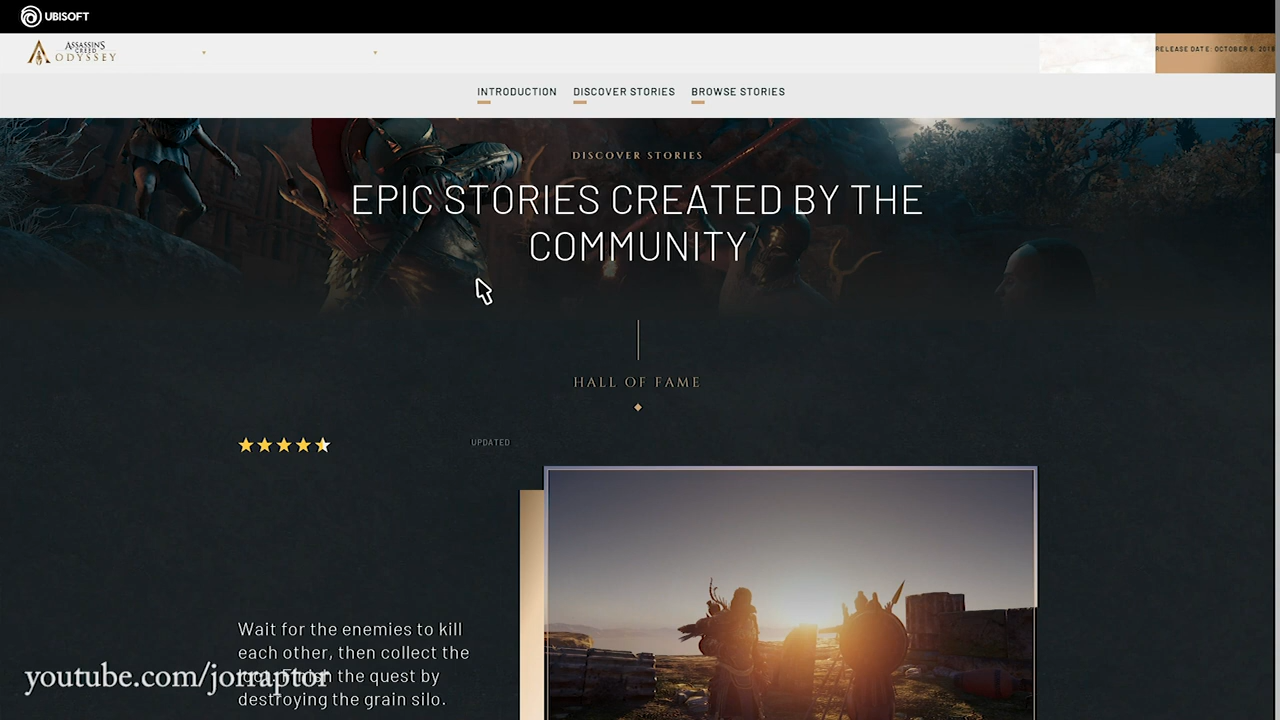 UBISOFT
ASSASSIN'S
CREED
ODYSSEY
RELEASE DATE: OCTOBER 5, 2018
INTRODUCTION
DISCOVER STORIES
BROWSE STORIES
DISCOVER STORIES
EPIC STORIES CREATED BY THE
COMMUNITY
HALL OF FAME
UPDATED
Wait for the enemies to kill
each other, then collect the
the quest by
destroying the grain silo.
youtube.com/jorraptor